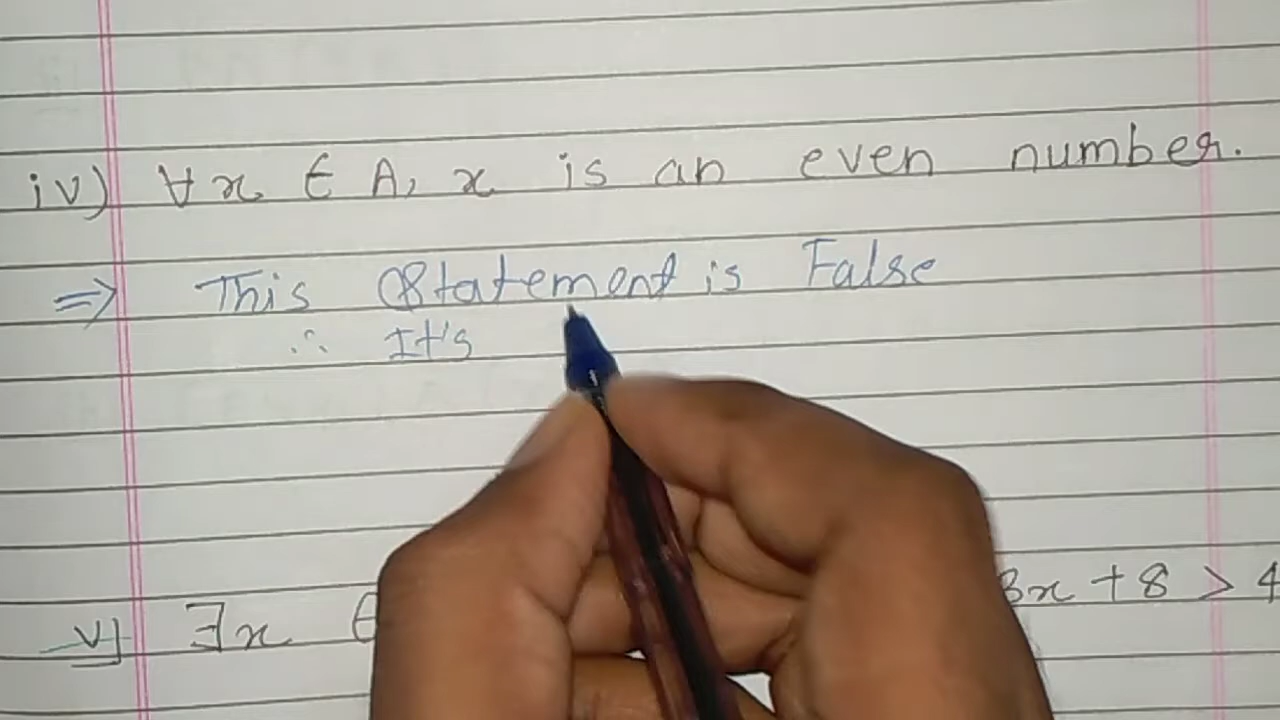 iv) ∀x ∈ A, x is an even number.
⇒ This Statement is False
∴ It's
v) ∃x ∈ 3x + 8 > 4